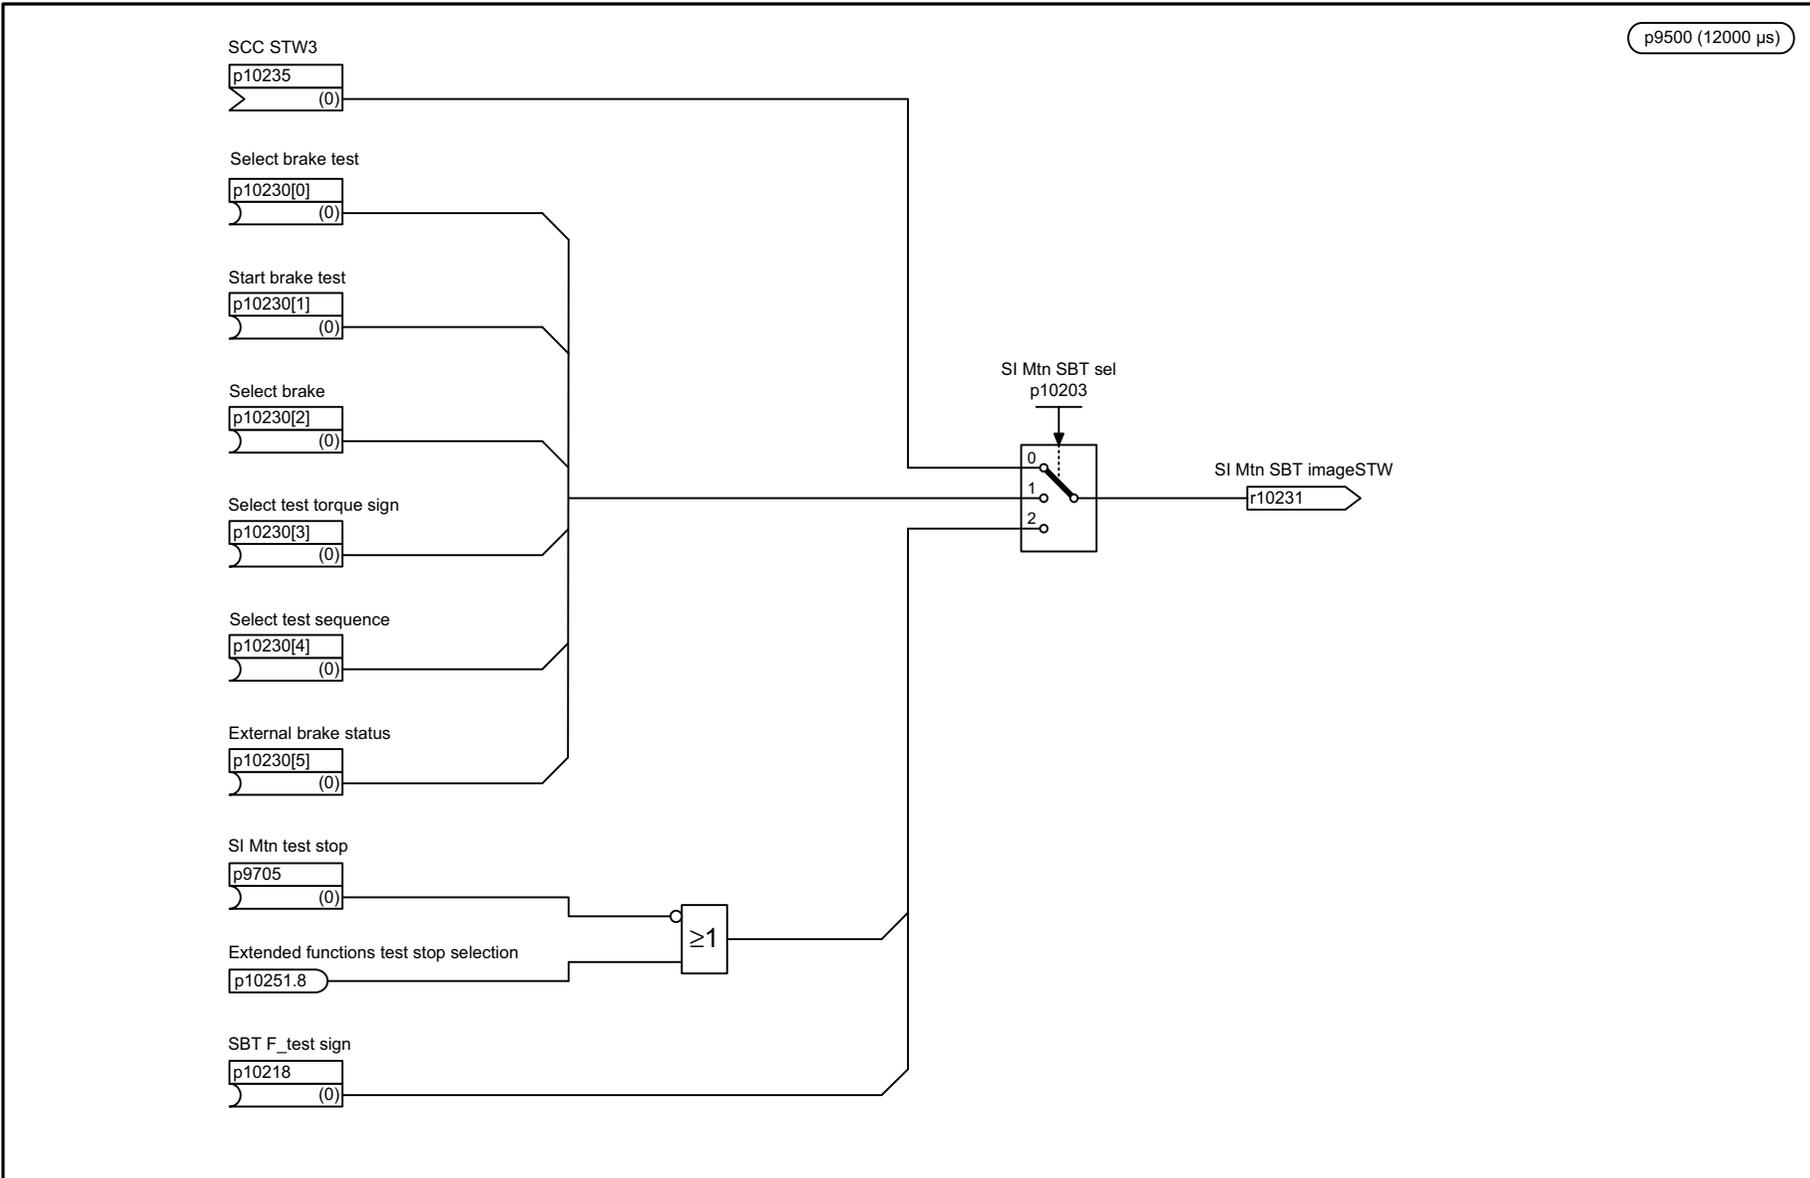 p9500 (12000 µs)
SCC STW3
p10235
(0)
Select brake test
p10230[0]
(0)
Start brake test
p10230[1]
(0)
Select brake
p10230[2]
(0)
Select test torque sign
p10230[3]
(0)
Select test sequence
p10230[4]
(0)
External brake status
p10230[5]
(0)
SI Mtn test stop
p9705
(0)
Extended functions test stop selection
p10251.8
≥1
SBT F_test sign
p10218
(0)
SI Mtn SBT sel
p10203
0
1
2
SI Mtn SBT imageSTW
r10231